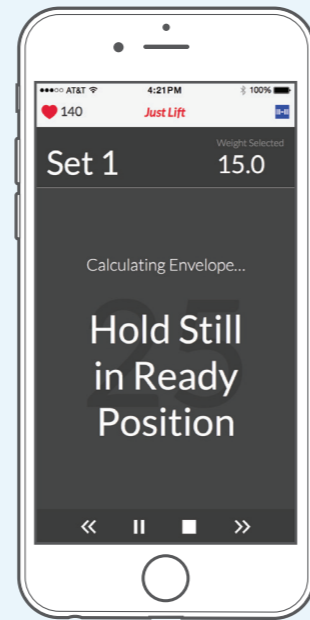 AT&T 4:21PM 100%
140 Just Lift
Weight Selected
Set 1 15.0
Calculating Envelope...
25
Hold Still
in Ready
Position